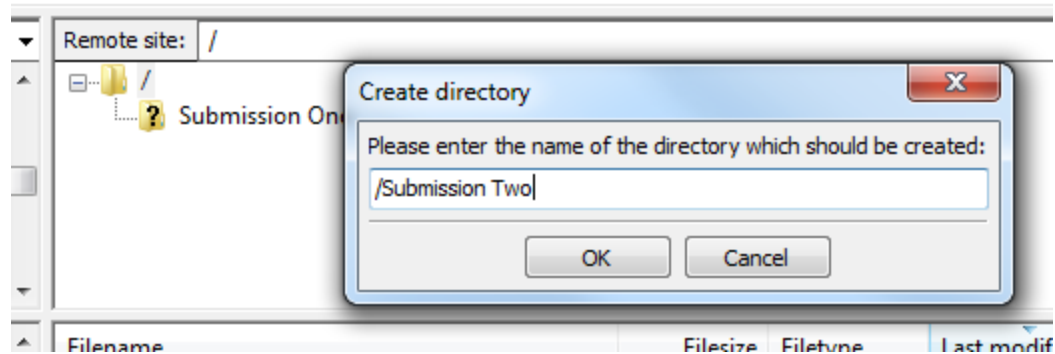 Remote site: /
/
Submission One
Create directory
Please enter the name of the directory which should be created:
/Submission Two
OK Cancel
Filename Filesize Filetype Last modif